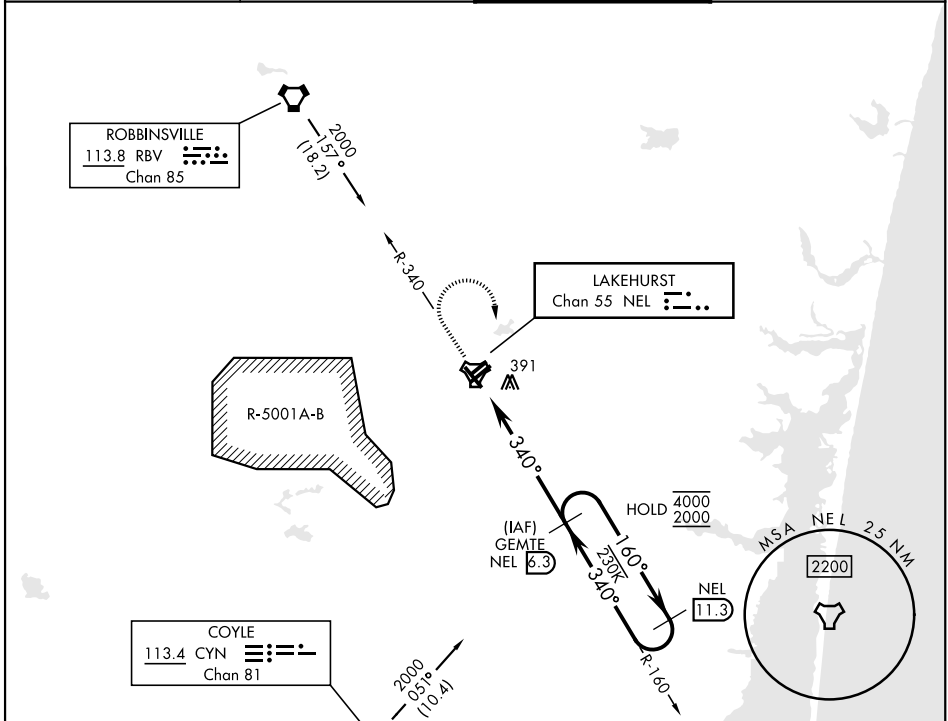 ROBBINSVILLE
113.8 RBV
Chan 85
2000
157°
(18.2)
R-340
LAKEHURST
Chan 55 NEL
391
R-5001A-B
340°
(IAF)
GEMTE
NEL 6.3
HOLD 4000
2000
160°
230K
340°
NEL
11.3
R-160
MSA NEL 25 NM
2200
COYLE
113.4 CYN
Chan 81
2000
051°
(10.4)